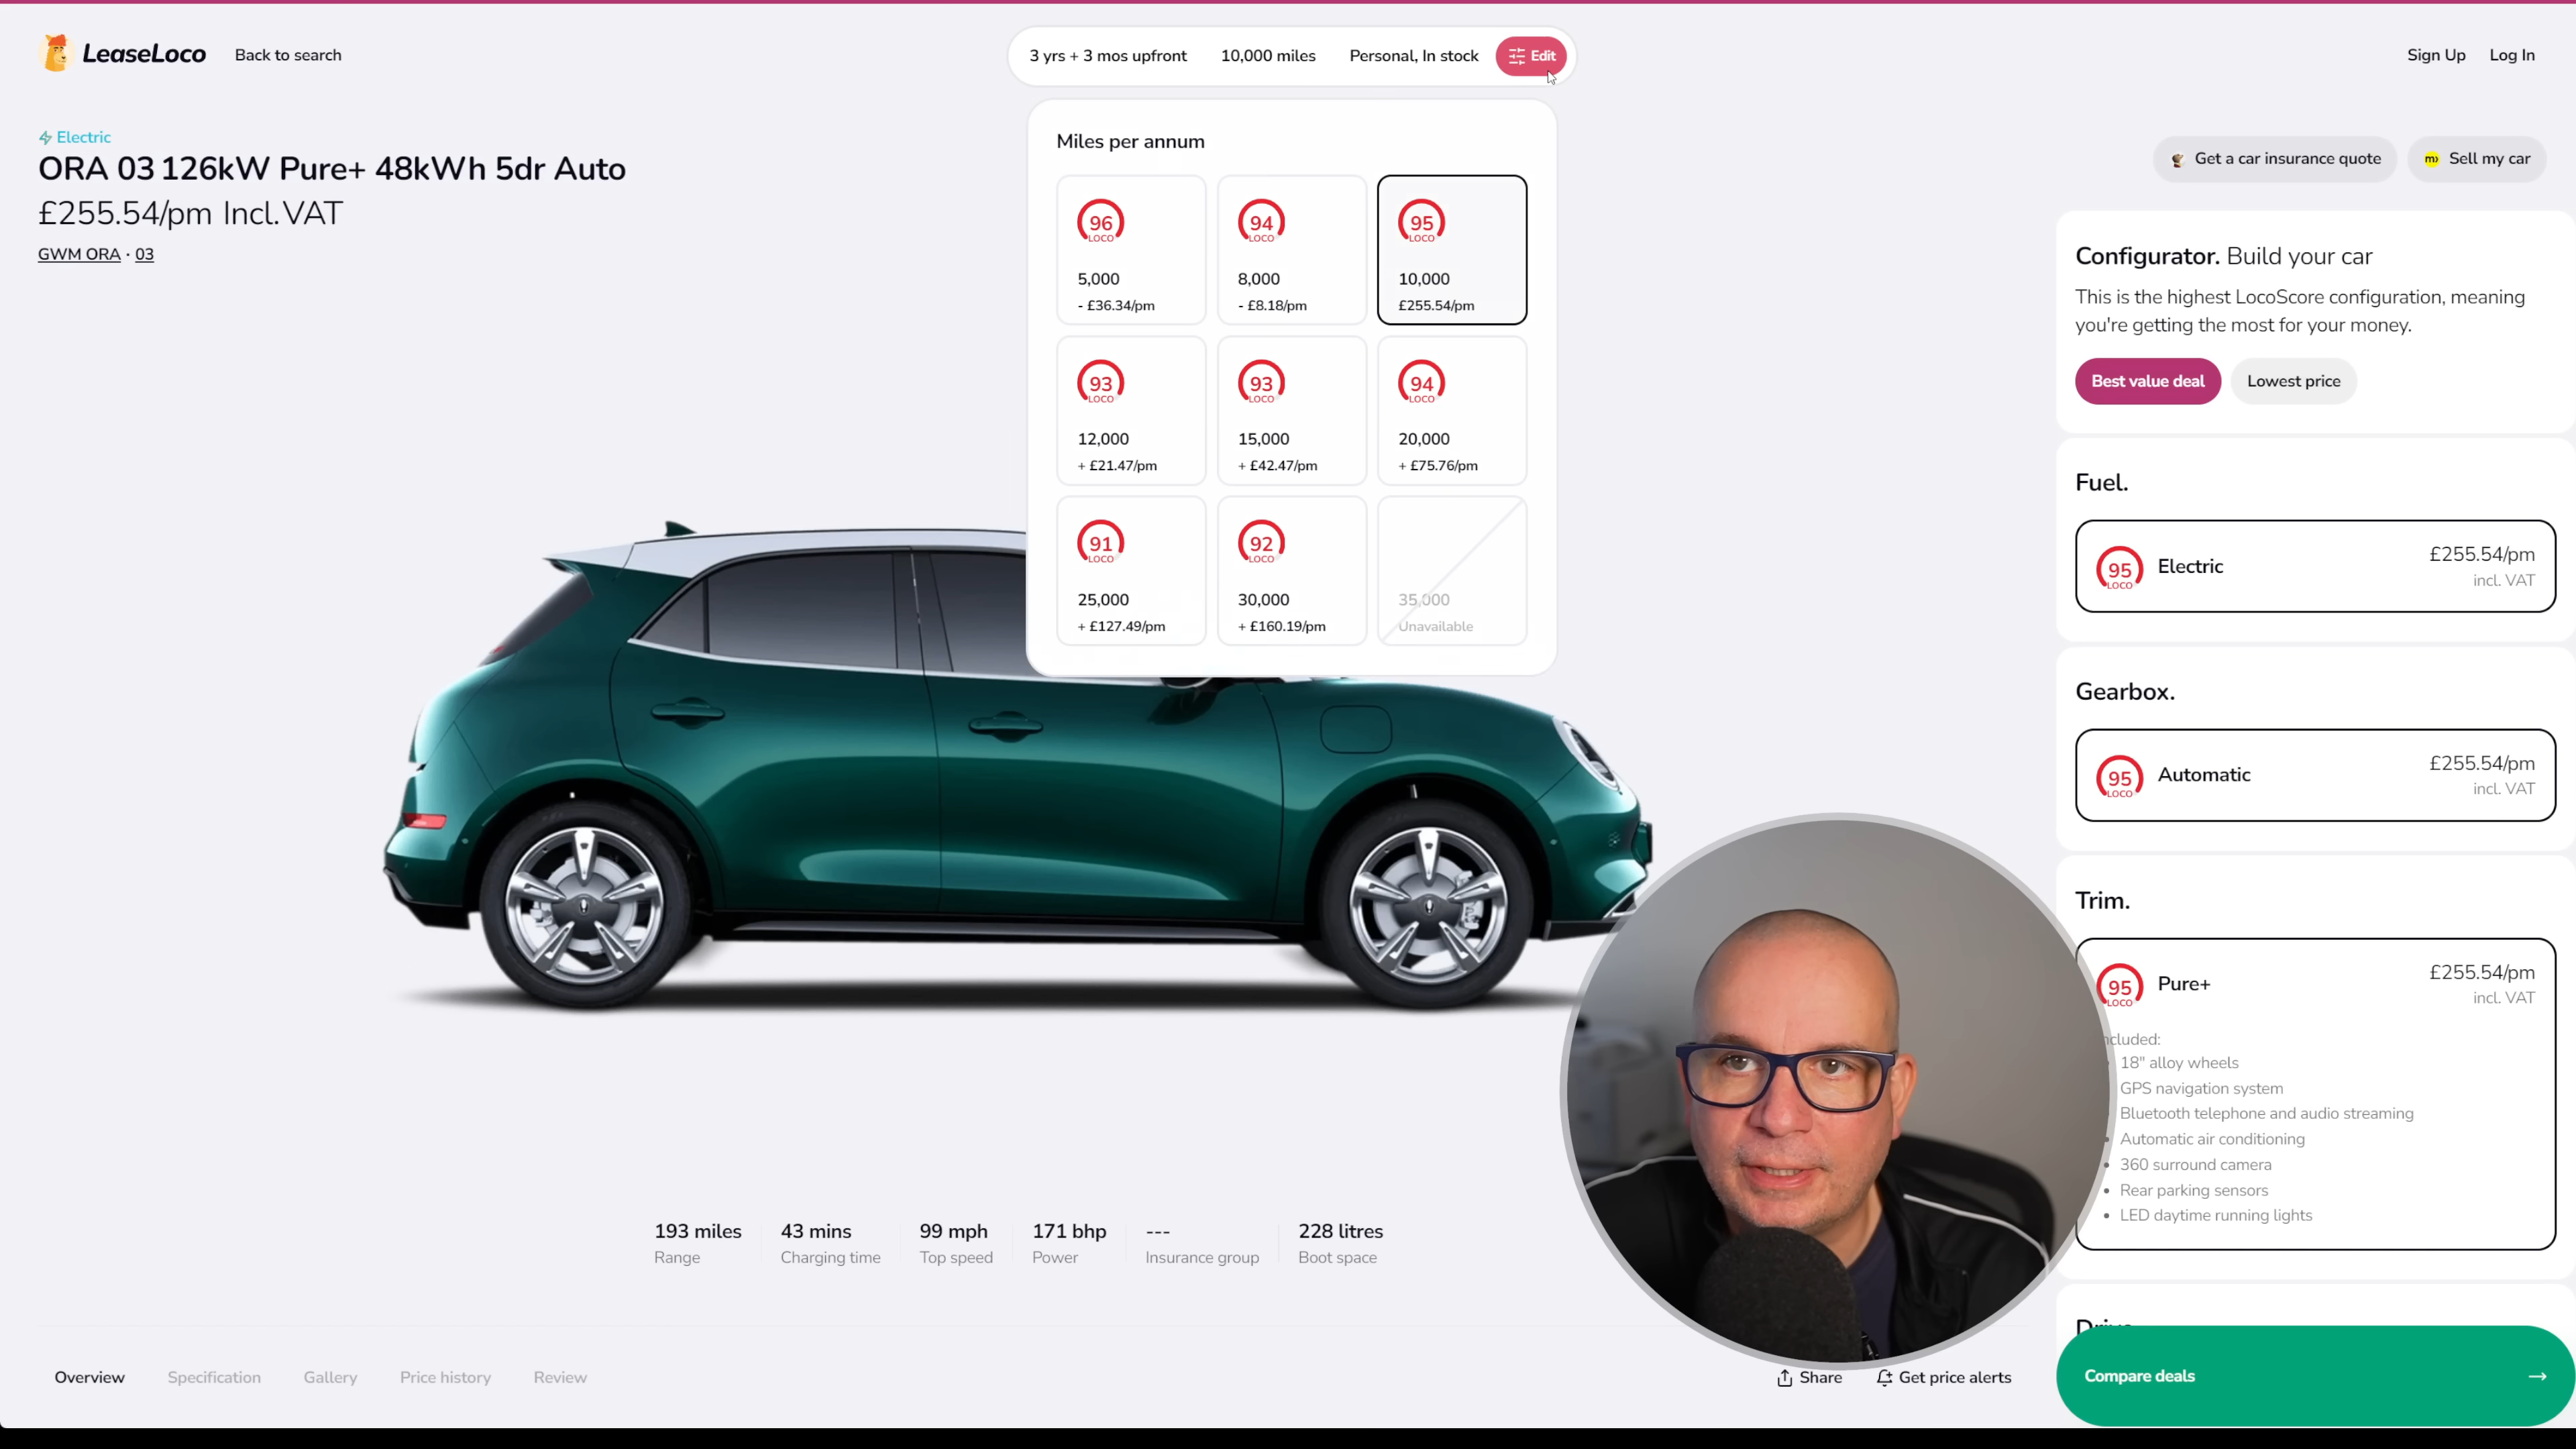 LeaseLoco
Back to search
3 yrs + 3 mos upfront
10,000 miles
Personal, In stock
Edit
Sign Up
Log In
Electric
ORA 03 126kW Pure+ 48kWh 5dr Auto
£255.54/pm Incl.VAT
GWM ORA · 03
Miles per annum
96
LOCO
5,000
- £36.34/pm
94
LOCO
8,000
- £8.18/pm
95
LOCO
10,000
£255.54/pm
93
LOCO
12,000
+ £21.47/pm
93
LOCO
15,000
+ £42.47/pm
94
LOCO
20,000
+ £75.76/pm
91
LOCO
25,000
+ £127.49/pm
92
LOCO
30,000
+ £160.19/pm
35,000
Unavailable
Get a car insurance quote
Sell my car
Configurator. Build your car
This is the highest LocoScore configuration, meaning
you're getting the most for your money.
Best value deal
Lowest price
Fuel.
95
LOCO
Electric
£255.54/pm
incl. VAT
Gearbox.
95
LOCO
Automatic
£255.54/pm
incl. VAT
Trim.
95
LOCO
Pure+
£255.54/pm
incl. VAT
cluded:
18" alloy wheels
GPS navigation system
Bluetooth telephone and audio streaming
Automatic air conditioning
360 surround camera
Rear parking sensors
LED daytime running lights
193 miles
Range
43 mins
Charging time
99 mph
Top speed
171 bhp
Power
---
Insurance group
228 litres
Boot space
Overview
Specification
Gallery
Price history
Review
Share
Get price alerts
Compare deals